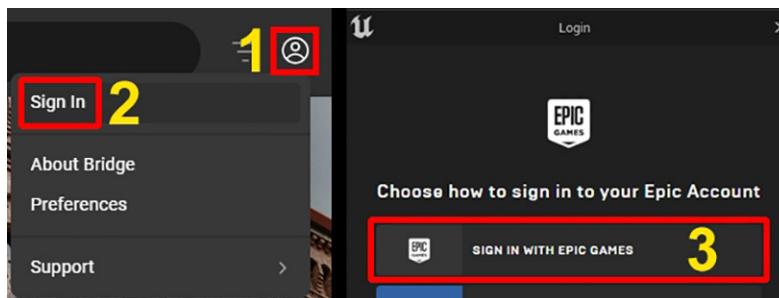 1
Sign In 2
About Bridge
Preferences
Support
Login
EPIC
GAMES
Choose how to sign in to your Epic Account
EPIC
GAMES
SIGN IN WITH EPIC GAMES 3